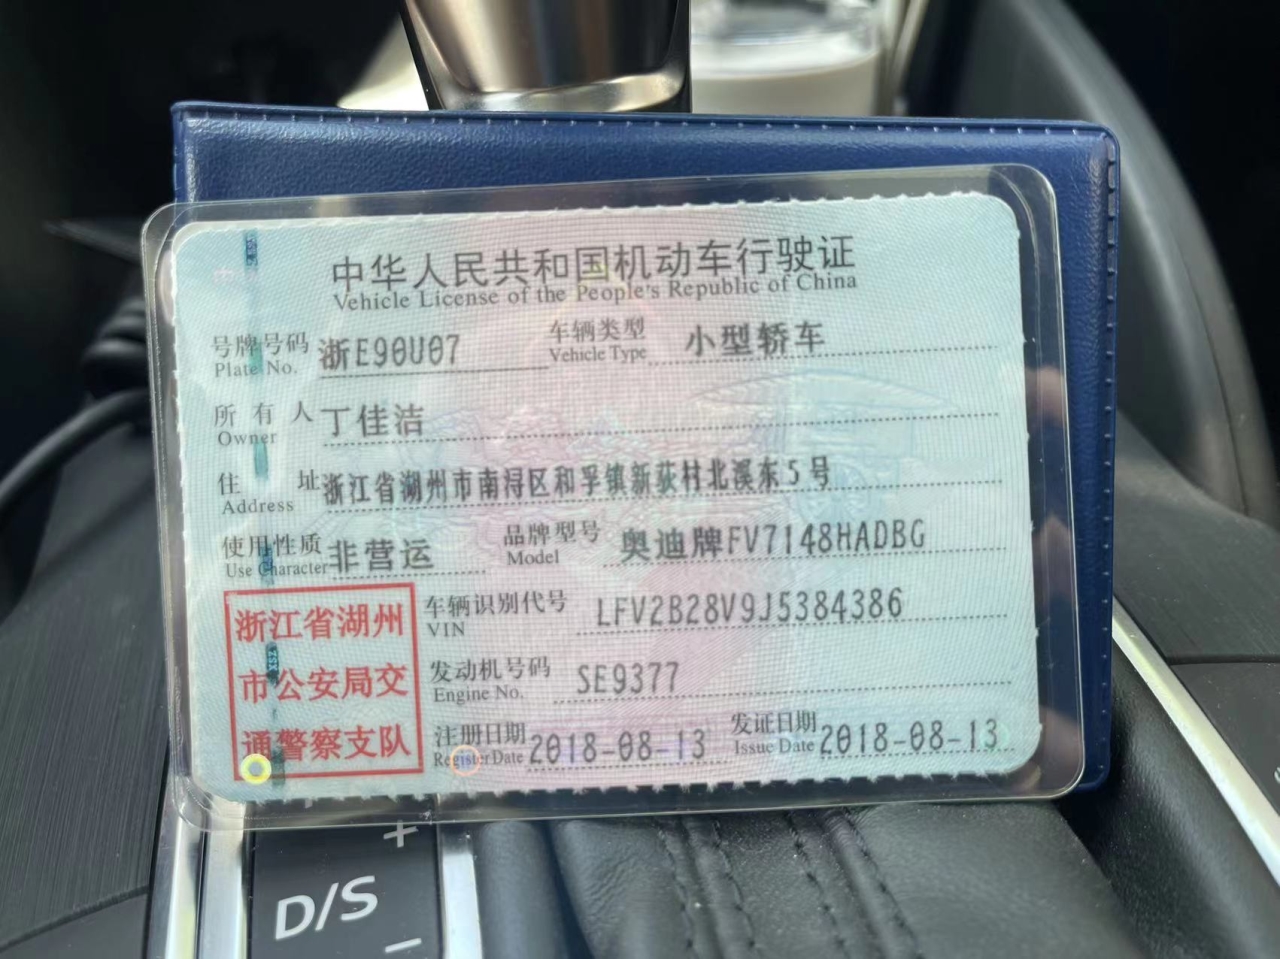 中华人民共和国机动车行驶证
Vehicle License of the People's Republic of China
号牌号码 浙E90U07 车辆类型 小型轿车
Plate No. Vehicle Type
所有人 丁佳洁
Owner
住址 浙江省湖州市南浔区和孚镇新荻村北溪东5号
Address
使用性质 非营运 品牌型号 奥迪牌FV7148HADBG
Use Character Model
浙江省湖州
市公安局交
通警察支队
车辆识别代号 LFV2B28V9J5384386
VIN
发动机号码 SE9377
Engine No.
注册日期 2018-08-13 发证日期 2018-08-13
Register Date Issue Date
+
D/S
−